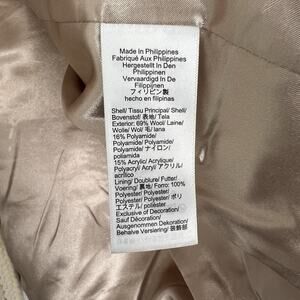 Made In Philippines
Fabriqué Aux Philippines
Hergestellt In Den
Philippinen
Vervaardigd In De
Filippijnen
フィリピン製
hecho en filipinas
Shell/ Tissu Principal/ Shell/
Bovenstof/ 表地/ Tela
Exterior: 69% Wool/ Laine/
Wolle/ Wol/ 毛/ lana
16% Polyamide/
Polyamide/ Polyamid/
Polyamide/ ナイロン/
poliamida
15% Acrylic/ Acrylique/
Polyacryl/ Acryl/ アクリル/
acrílico
Lining/ Doublure/ Futter/
Voering/ 裏地/ Forro: 100%
Polyester/ Polyester/
Polyester/ Polyester/ ポリ
エステル/ poliéster
Exclusive of Decoration/
Sauf Décoration/
Ausgenommen Dekoration/
Behalve Versiering/ 装飾部